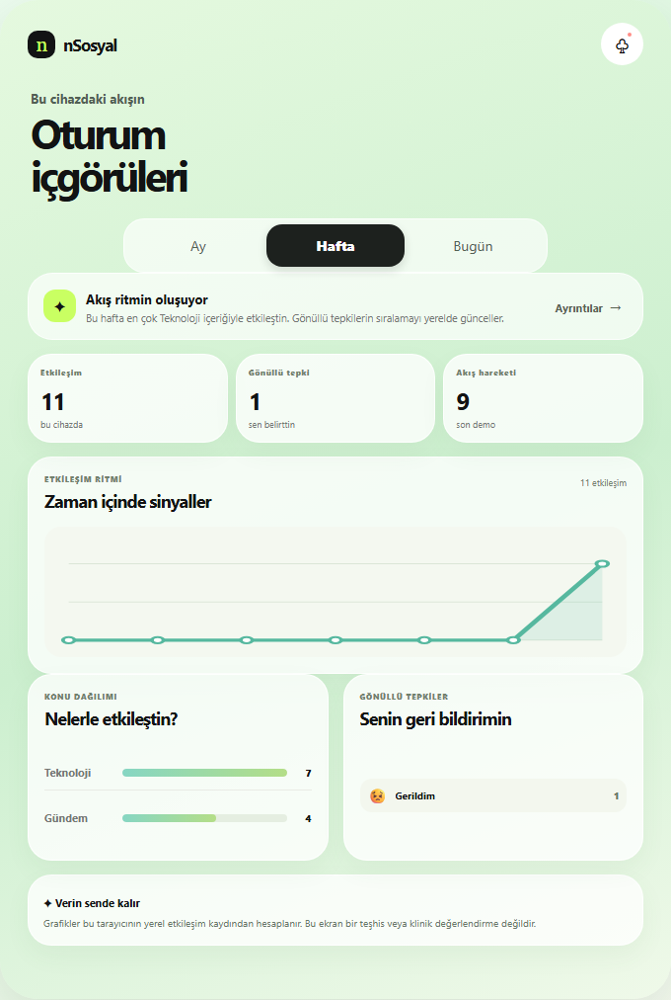 n nSosyal
Bu cihazdaki akışın
Oturum
içgörüleri
Ay Hafta Bugün
Akış ritmin oluşuyor
Bu hafta en çok Teknoloji içeriğiyle etkileştin. Gönüllü tepkilerin sıralamayı yerelde günceller.
Ayrıntılar →
Etkileşim
11
bu cihazda
Gönüllü tepki
1
sen belirttin
Akış hareketi
9
son demo
ETKİLEŞİM RİTMİ
Zaman içinde sinyaller
11 etkileşim
KONU DAĞILIMI
Nelerle etkileştin?
Teknoloji 7
Gündem 4
GÖNÜLLÜ TEPKİLER
Senin geri bildirimin
Gerildim 1
✦ Verin sende kalır
Grafikler bu tarayıcının yerel etkileşim kaydından hesaplanır. Bu ekran bir teşhis veya klinik değerlendirme değildir.